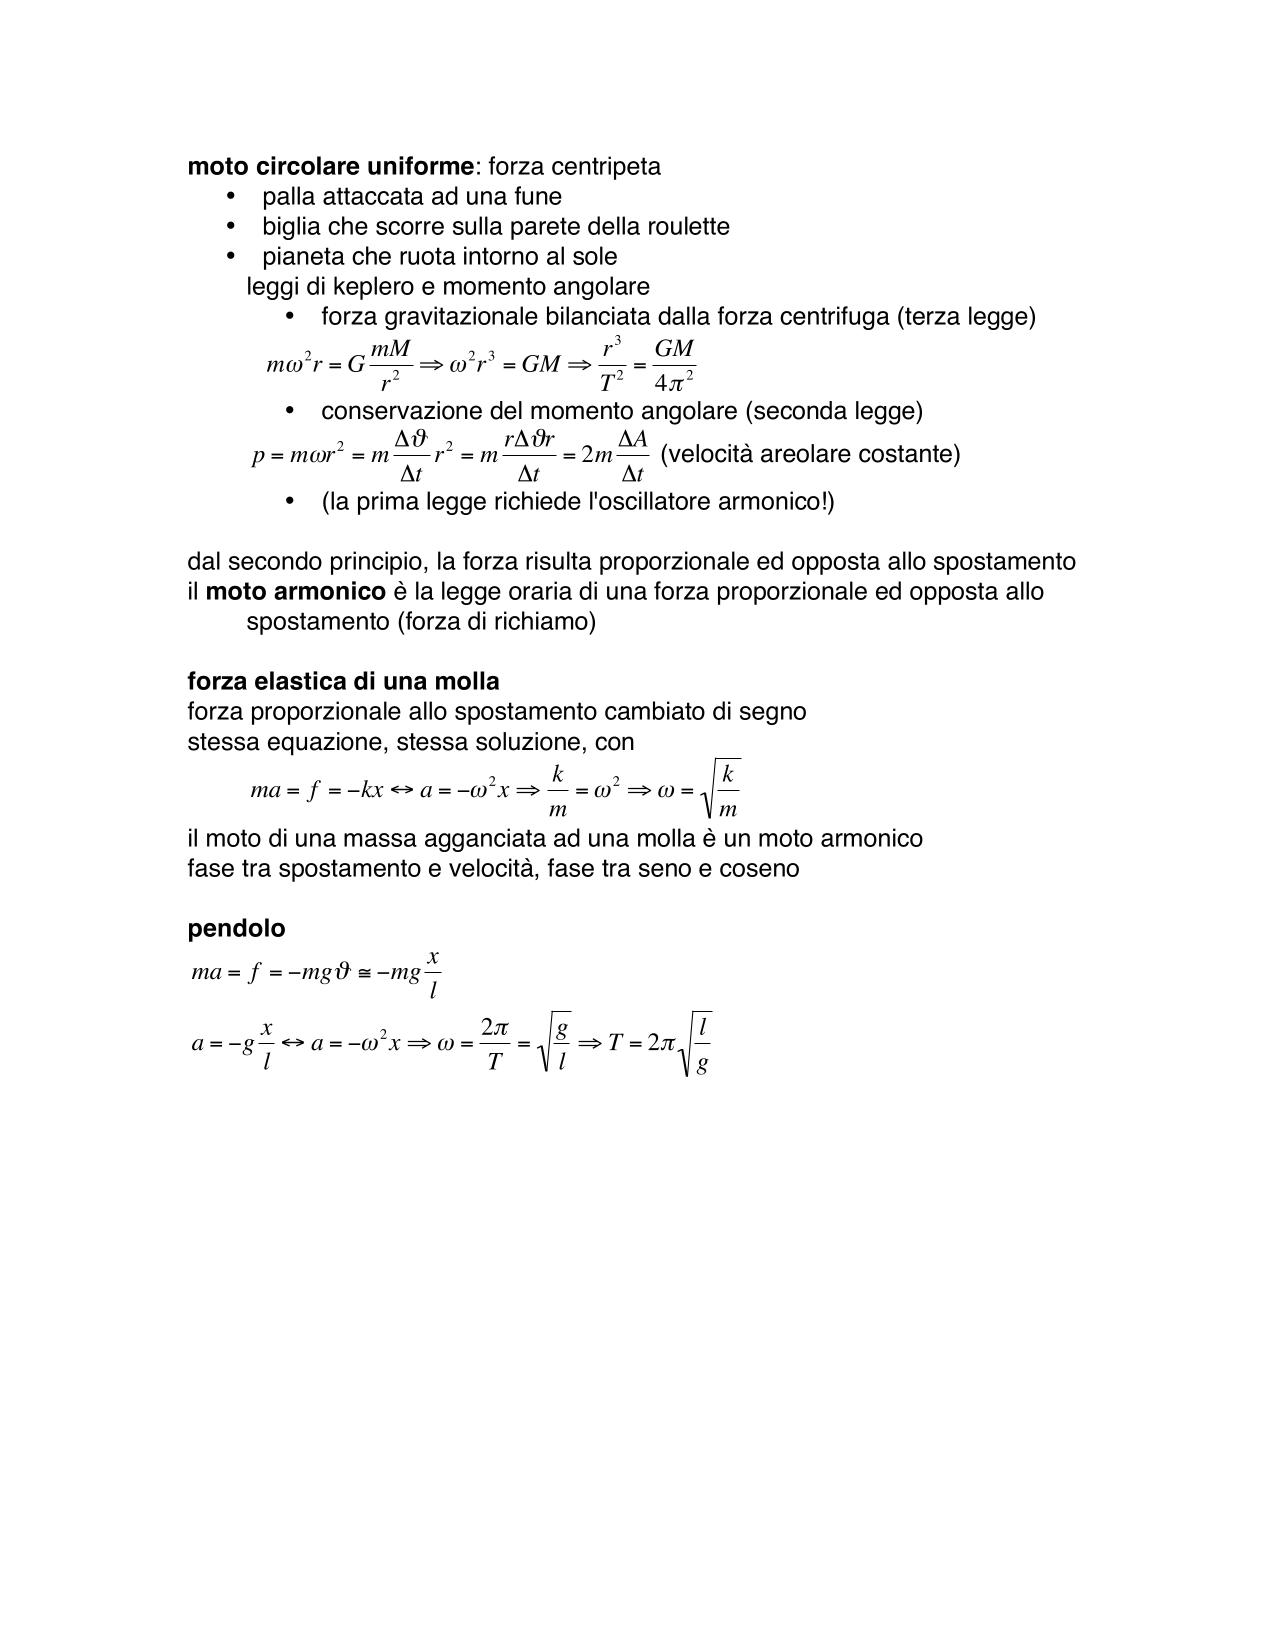 moto circolare uniforme: forza centripeta
• palla attaccata ad una fune
• biglia che scorre sulla parete della roulette
• pianeta che ruota intorno al sole
leggi di keplero e momento angolare
• forza gravitazionale bilanciata dalla forza centrifuga (terza legge)
$m\omega^2 r = G\frac{mM}{r^2} \Rightarrow \omega^2 r^3 = GM \Rightarrow \frac{r^3}{T^2} = \frac{GM}{4\pi^2}$
• conservazione del momento angolare (seconda legge)
$p = m\omega r^2 = m\frac{\Delta\vartheta}{\Delta t}r^2 = m\frac{r\Delta\vartheta r}{\Delta t} = 2m\frac{\Delta A}{\Delta t}$ (velocità areolare costante)
• (la prima legge richiede l'oscillatore armonico!)
dal secondo principio, la forza risulta proporzionale ed opposta allo spostamento
il moto armonico è la legge oraria di una forza proporzionale ed opposta allo
spostamento (forza di richiamo)
forza elastica di una molla
forza proporzionale allo spostamento cambiato di segno
stessa equazione, stessa soluzione, con
$ma = f = -kx \leftrightarrow a = -\omega^2 x \Rightarrow \frac{k}{m} = \omega^2 \Rightarrow \omega = \sqrt{\frac{k}{m}}$
il moto di una massa agganciata ad una molla è un moto armonico
fase tra spostamento e velocità, fase tra seno e coseno
pendolo
$ma = f = -mg\vartheta \cong -mg\frac{x}{l}$
$a = -g\frac{x}{l} \leftrightarrow a = -\omega^2 x \Rightarrow \omega = \frac{2\pi}{T} = \sqrt{\frac{g}{l}} \Rightarrow T = 2\pi\sqrt{\frac{l}{g}}$